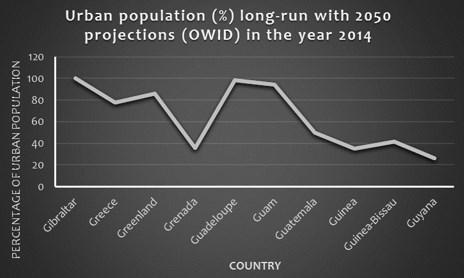 Urban population (%) long-run with 2050
projections (OWID) in the year 2014
PERCENTAGE OF URBAN POPULATION
120
100
80
60
40
20
0
Gibraltar
Greece
Greenland
Grenada
Guadeloupe
Guam
Guatemala
Guinea
Guinea-Bissau
Guyana
COUNTRY